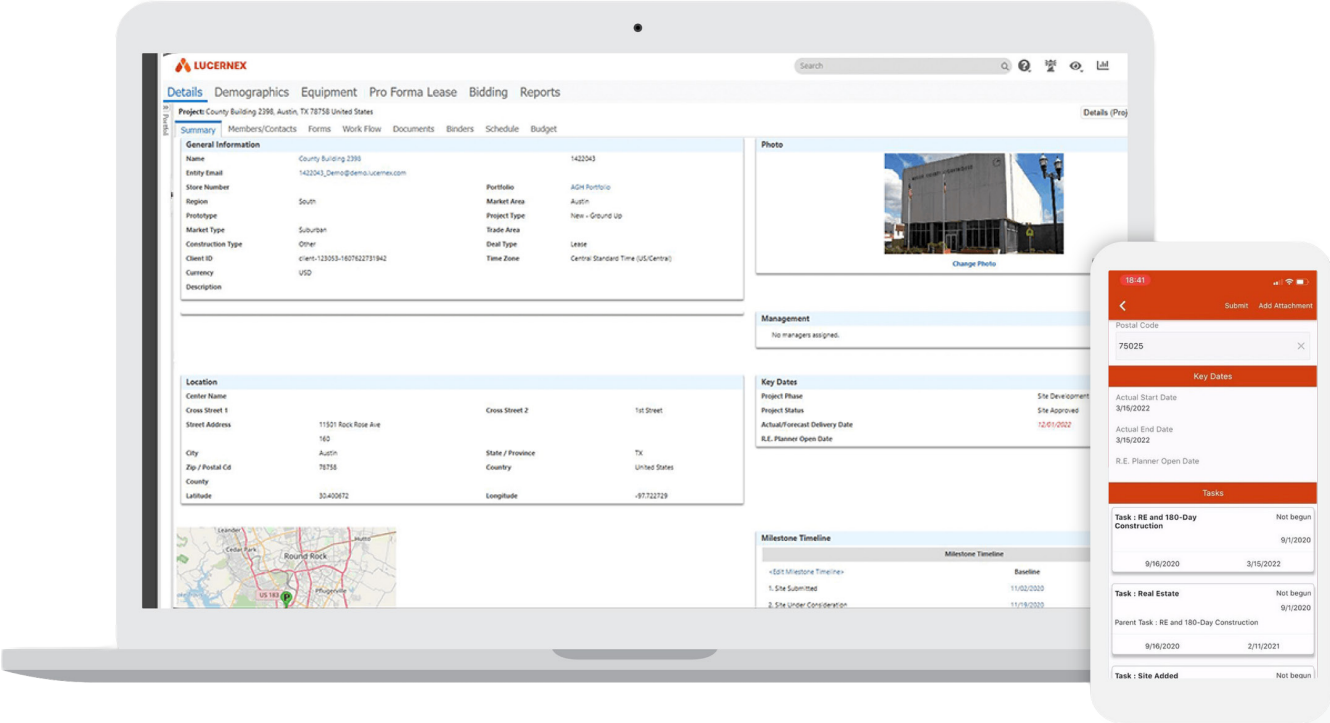 LUCERNEX
Search
Details Demographics Equipment Pro Forma Lease Bidding Reports
Project: County Building 2398, Austin, TX 78758 United States
Details (Proj
Summary Members/Contacts Forms Work Flow Documents Binders Schedule Budget
General Information
Name County Building 2398 1422043
Entity Email 1422043_Demo@demo.lucernex.com
Store Number Portfolio AGH Portfolio
Region South Market Area Austin
Prototype Project Type New - Ground Up
Market Type Suburban Trade Area
Construction Type Other Deal Type Lease
Client ID client-123053-1607622731942 Time Zone Central Standard Time (US/Central)
Currency USD
Description
Photo
Change Photo
Management
No managers assigned.
Location
Center Name
Cross Street 1 Cross Street 2 1st Street
Street Address 11501 Rock Rose Ave
160
City Austin State / Province TX
Zip / Postal Cd 78758 Country United States
County
Latitude 30.400672 Longitude -97.722729
Key Dates
Project Phase Site Development
Project Status Site Approved
Actual/Forecast Delivery Date 12/01/2022
R.E. Planner Open Date
Leander
Cedar Park
Round Rock
Hutto
Pflugerville
US 183 P
Milestone Timeline
Milestone Timeline
<Edit Milestone Timeline> Baseline
1. Site Submitted 11/02/2020
2. Site Under Consideration 11/19/2020
18:41
Submit Add Attachment
Postal Code
75025
Key Dates
Actual Start Date
3/15/2022
Actual End Date
3/15/2022
R.E. Planner Open Date
Tasks
Task : RE and 180-Day Construction Not begun
9/1/2020
9/16/2020 3/15/2022
Task : Real Estate Not begun
9/1/2020
Parent Task : RE and 180-Day Construction
9/16/2020 2/11/2021
Task : Site Added Not begun